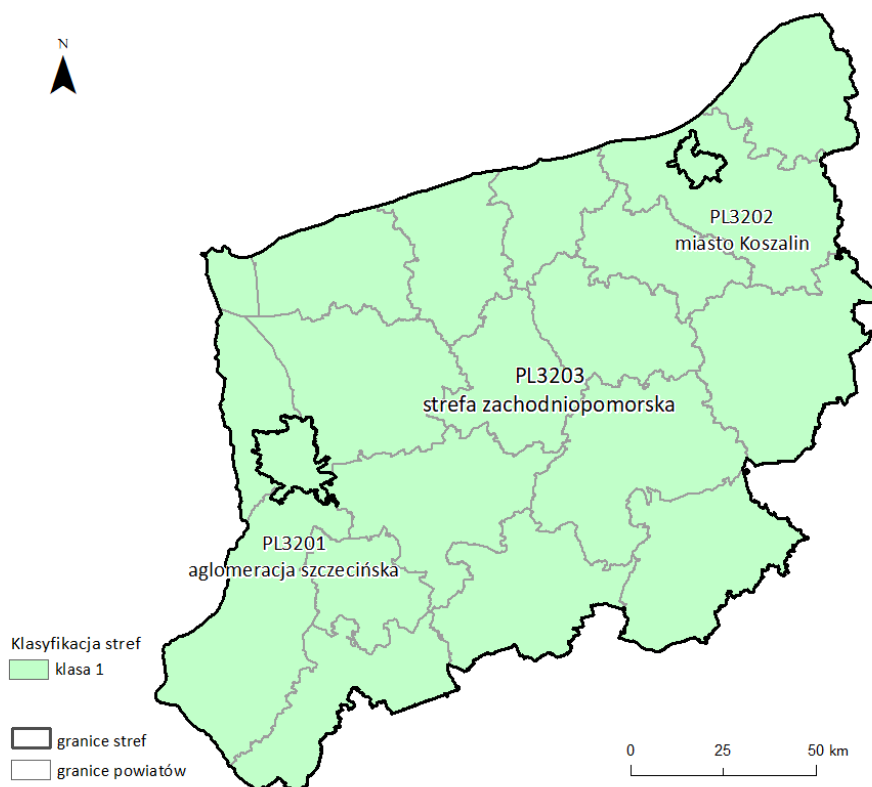 N
PL3202
miasto Koszalin
PL3203
strefa zachodniopomorska
PL3201
aglomeracja szczecińska
Klasyfikacja stref
klasa 1
granice stref
granice powiatów
0 25 50 km